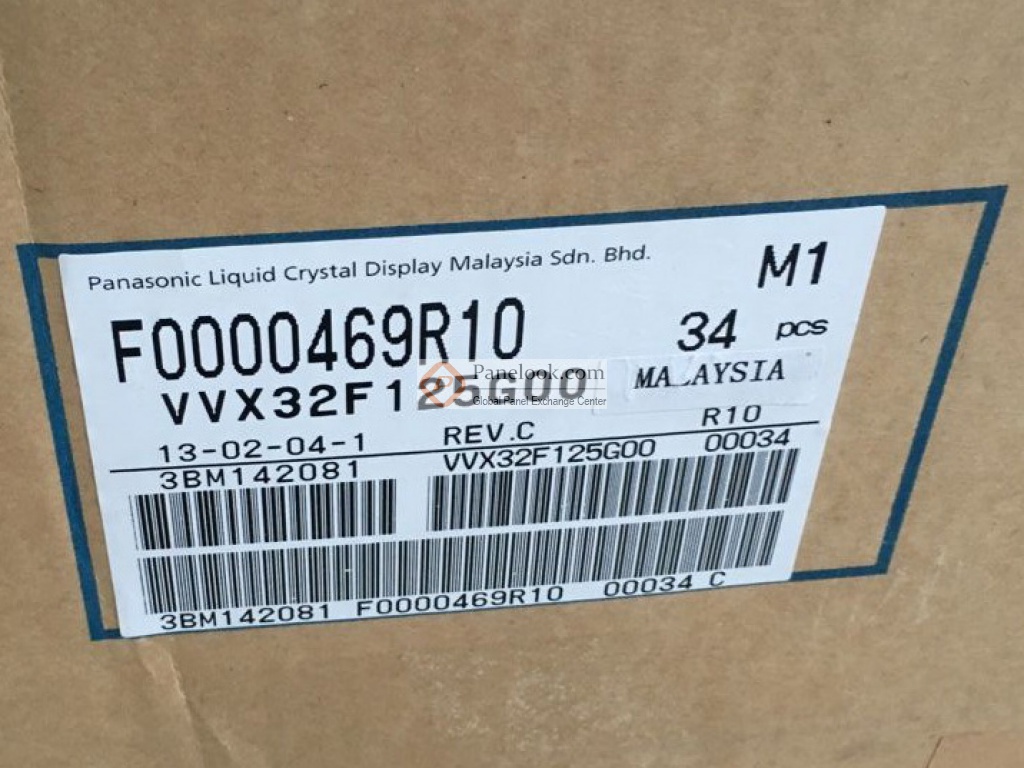 Panasonic Liquid Crystal Display Malaysia Sdn. Bhd.
M1
F0000469R10
34 pcs
VVX32F125G00
MALAYSIA
Panelook.com
Global Panel Exchange Center
13-02-04-1
REV.C
R10
3BM142081
VVX32F125G00
00034
3BM142081 F0000469R10 00034 C